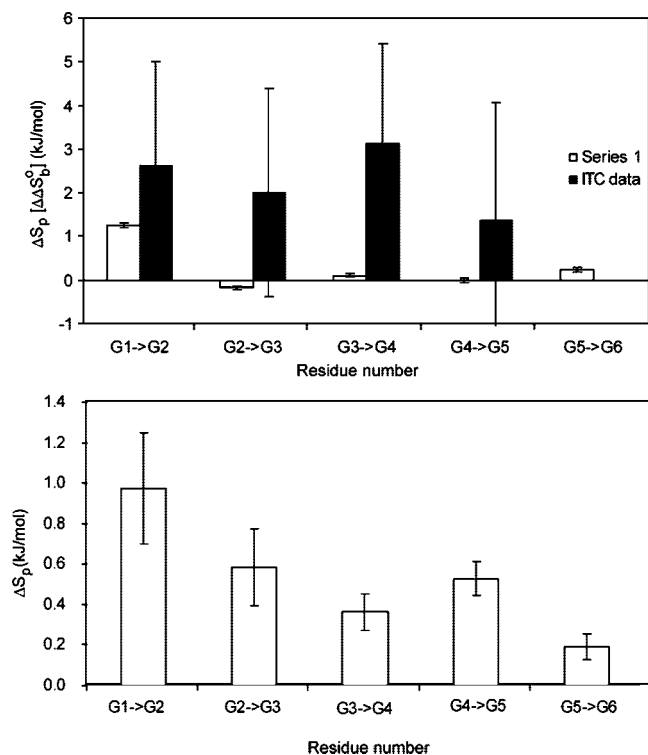 6
5
4
3
2
1
0
-1
ΔSp [ΔΔS°b] (kJ/mol)
Series 1
ITC data
G1->G2 G2->G3 G3->G4 G4->G5 G5->G6
Residue number
1.4
1.2
1.0
0.8
0.6
0.4
0.2
0.0
ΔSp(kJ/mol)
G1->G2 G2->G3 G3->G4 G4->G5 G5->G6
Residue number